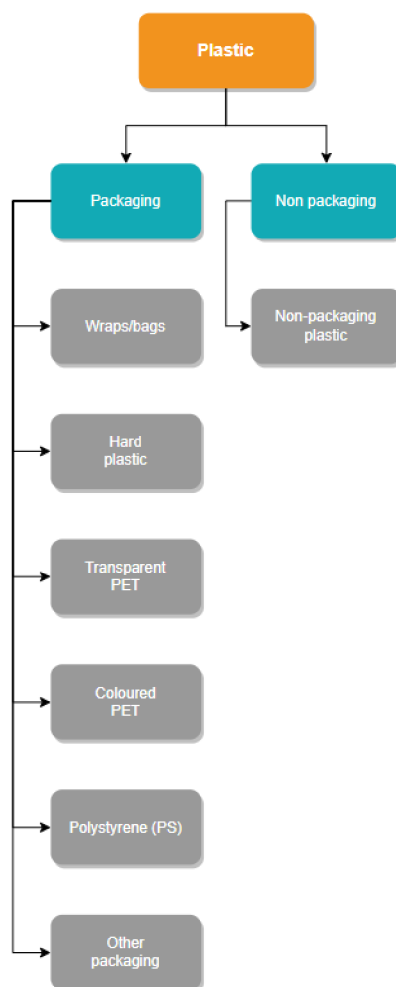 Plastic
Packaging
Non packaging
Wraps/bags
Non-packaging
plastic
Hard
plastic
Transparent
PET
Coloured
PET
Polystyrene (PS)
Other
packaging